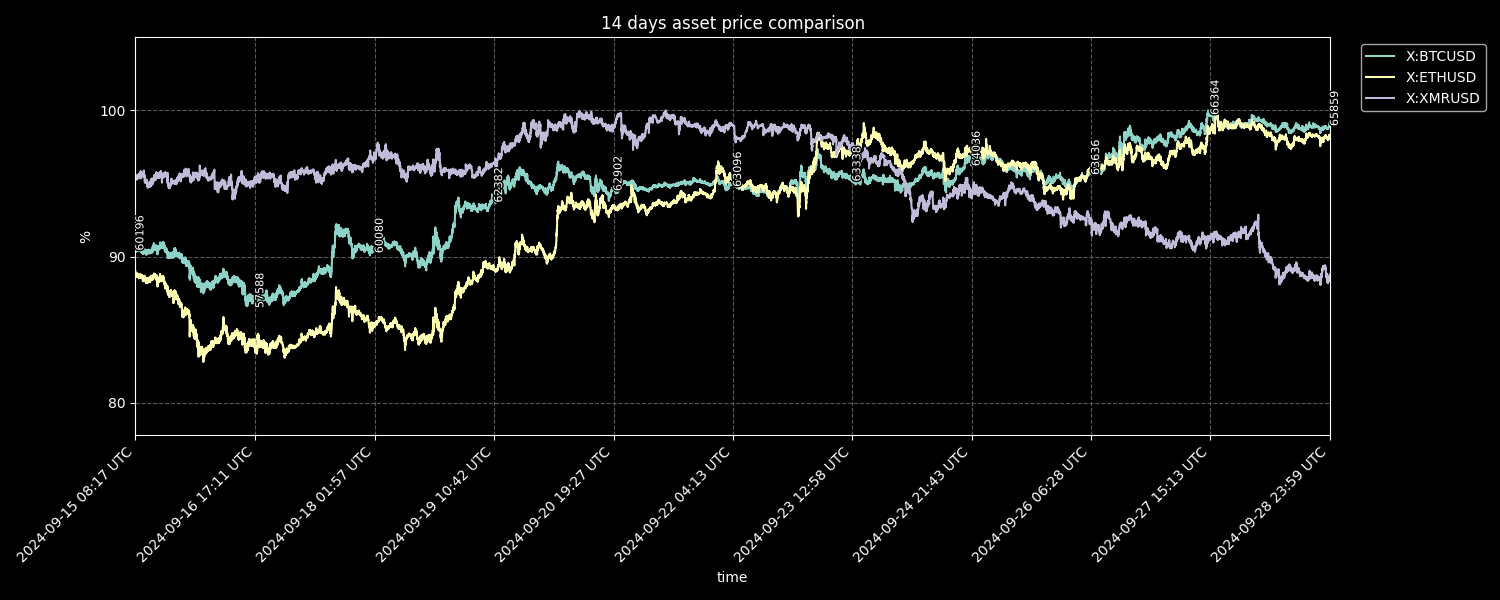 14 days asset price comparison
X:BTCUSD
X:ETHUSD
X:XMRUSD
%
100
90
80
60196
57588
60080
62382
62902
63096
63338
64036
63636
66364
65859
2024-09-15 08:17 UTC
2024-09-16 17:11 UTC
2024-09-18 01:57 UTC
2024-09-19 10:42 UTC
2024-09-20 19:27 UTC
2024-09-22 04:13 UTC
2024-09-23 12:58 UTC
2024-09-24 21:43 UTC
2024-09-26 06:28 UTC
2024-09-27 15:13 UTC
2024-09-28 23:59 UTC
time